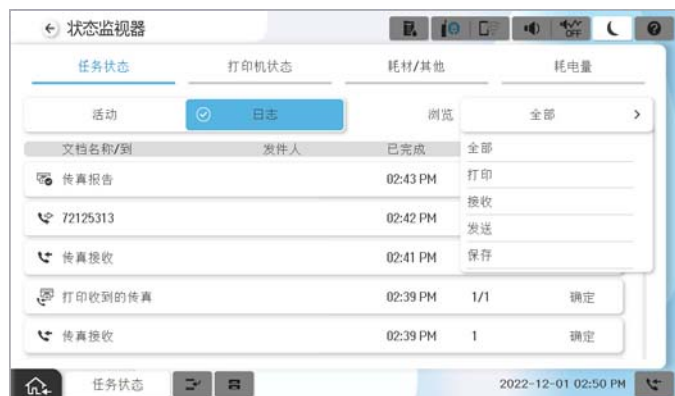 状态监视器
OFF
任务状态 打印机状态 耗材/其他 耗电量
活动 日志 浏览 全部
文档名称/到 发件人 已完成 全部
传真报告 02:43 PM 打印
接收
72125313 02:42 PM 发送
传真接收 02:41 PM 保存
打印收到的传真 02:39 PM 1/1 确定
传真接收 02:39 PM 1 确定
任务状态 2022-12-01 02:50 PM